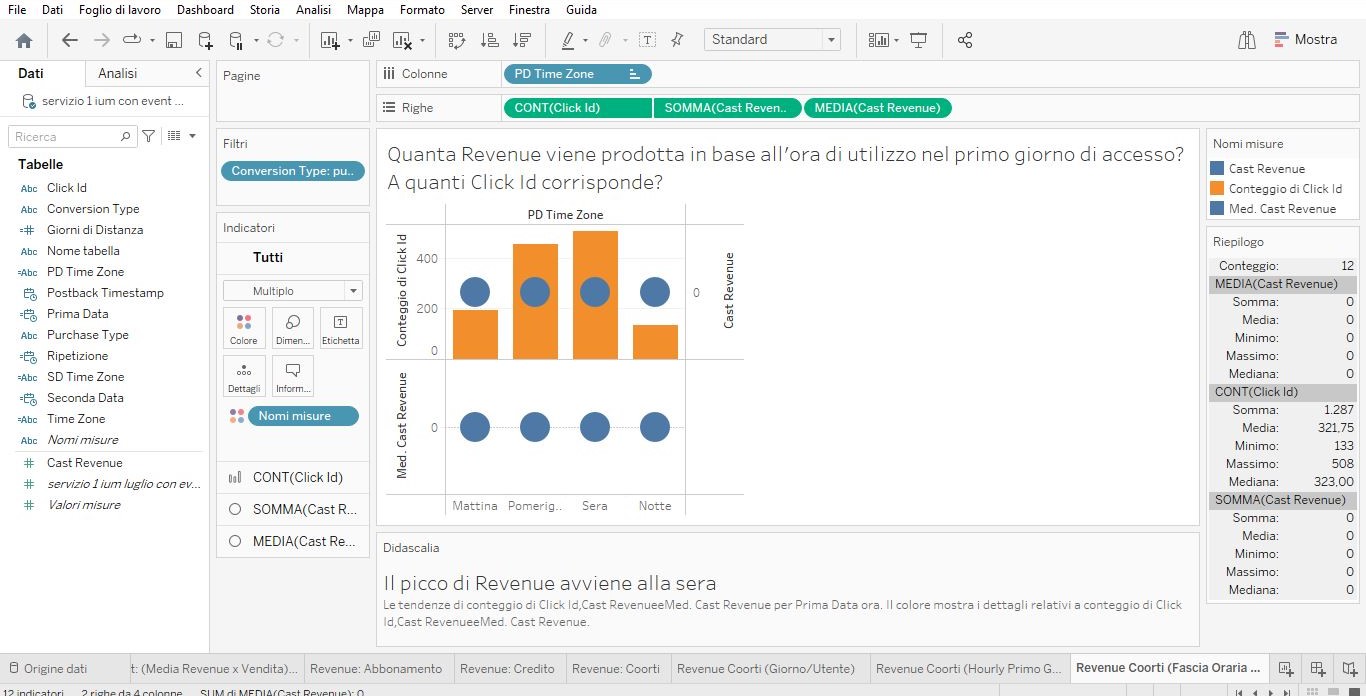 File Dati Foglio di lavoro Dashboard Storia Analisi Mappa Formato Server Finestra Guida
Standard
Mostra
Dati Analisi
servizio 1 ium con event ...
Ricerca
Tabelle
Abc Click Id
Abc Conversion Type
=# Giorni di Distanza
Abc Nome tabella
=Abc PD Time Zone
Postback Timestamp
Prima Data
Abc Purchase Type
Ripetizione
=Abc SD Time Zone
Seconda Data
=Abc Time Zone
Abc Nomi misure
# Cast Revenue
# servizio 1 ium luglio con ev...
# Valori misure
Pagine
Filtri
Conversion Type: pu..
Indicatori
Tutti
Multiplo
Colore Dimen... Etichetta
Dettagli Inform...
Nomi misure
CONT(Click Id)
SOMMA(Cast R...
MEDIA(Cast Re...
Colonne PD Time Zone
Righe CONT(Click Id) SOMMA(Cast Reven.. MEDIA(Cast Revenue)
Quanta Revenue viene prodotta in base all'ora di utilizzo nel primo giorno di accesso?
A quanti Click Id corrisponde?
PD Time Zone
Conteggio di Click Id
400
200
0
0
Cast Revenue
Med. Cast Revenue
0
Mattina Pomerig.. Sera Notte
Didascalia
Il picco di Revenue avviene alla sera
Le tendenze di conteggio di Click Id,Cast RevenueeMed. Cast Revenue per Prima Data ora. Il colore mostra i dettagli relativi a conteggio di Click
Id,Cast RevenueeMed. Cast Revenue.
Nomi misure
Cast Revenue
Conteggio di Click Id
Med. Cast Revenue
Riepilogo
Conteggio: 12
MEDIA(Cast Revenue)
Somma: 0
Media: 0
Minimo: 0
Massimo: 0
Mediana: 0
CONT(Click Id)
Somma: 1.287
Media: 321,75
Minimo: 133
Massimo: 508
Mediana: 323,00
SOMMA(Cast Revenue)
Somma: 0
Media: 0
Minimo: 0
Massimo: 0
Mediana: 0
Origine dati t: (Media Revenue x Vendita)... Revenue: Abbonamento Revenue: Credito Revenue: Coorti Revenue Coorti (Giorno/Utente) Revenue Coorti (Hourly Primo G... Revenue Coorti (Fascia Oraria ...
12 indicatori 2 righe da 4 colonne SUM di MEDIA(Cast Revenue): 0